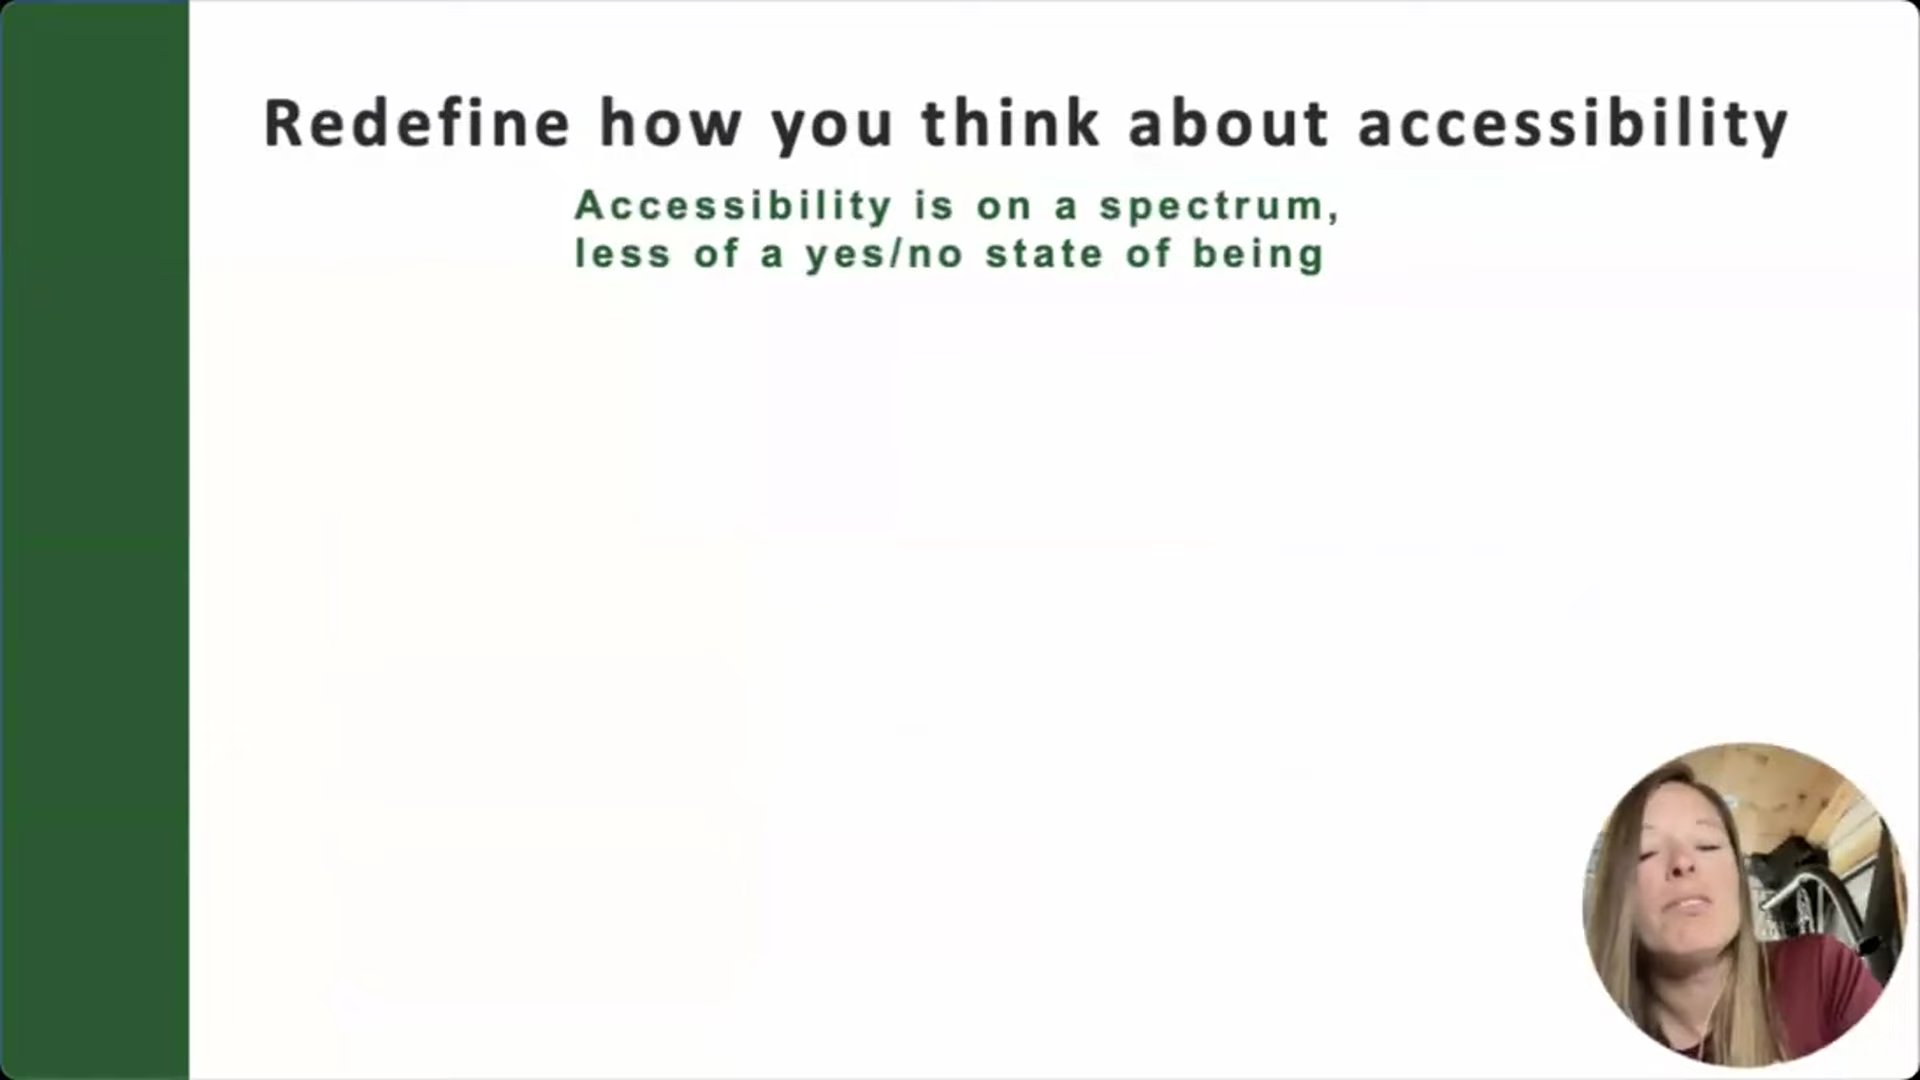 Redefine how you think about accessibility
Accessibility is on a spectrum,
less of a yes/no state of being